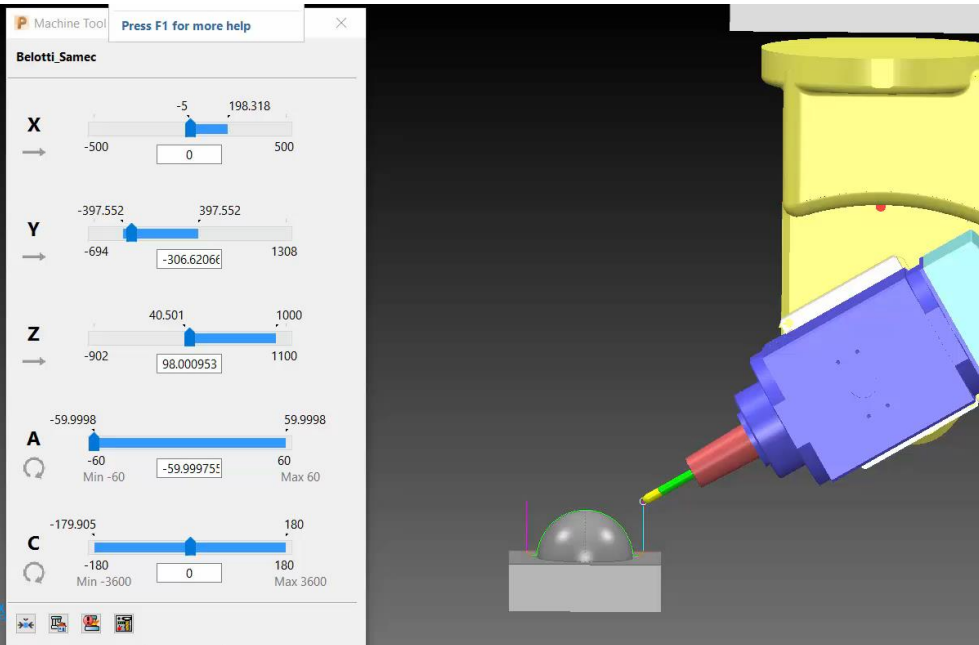 Machine Tool
Press F1 for more help
Belotti_Samec
-5 198.318
X
-500 0 500
-397.552 397.552
Y
-694 -306.6206 1308
40.501 1000
Z
-902 98.000953 1100
-59.9998 59.9998
A
-60 -59.999755 60
Min -60 Max 60
-179.905 180
C
-180 0 180
Min -3600 Max 3600